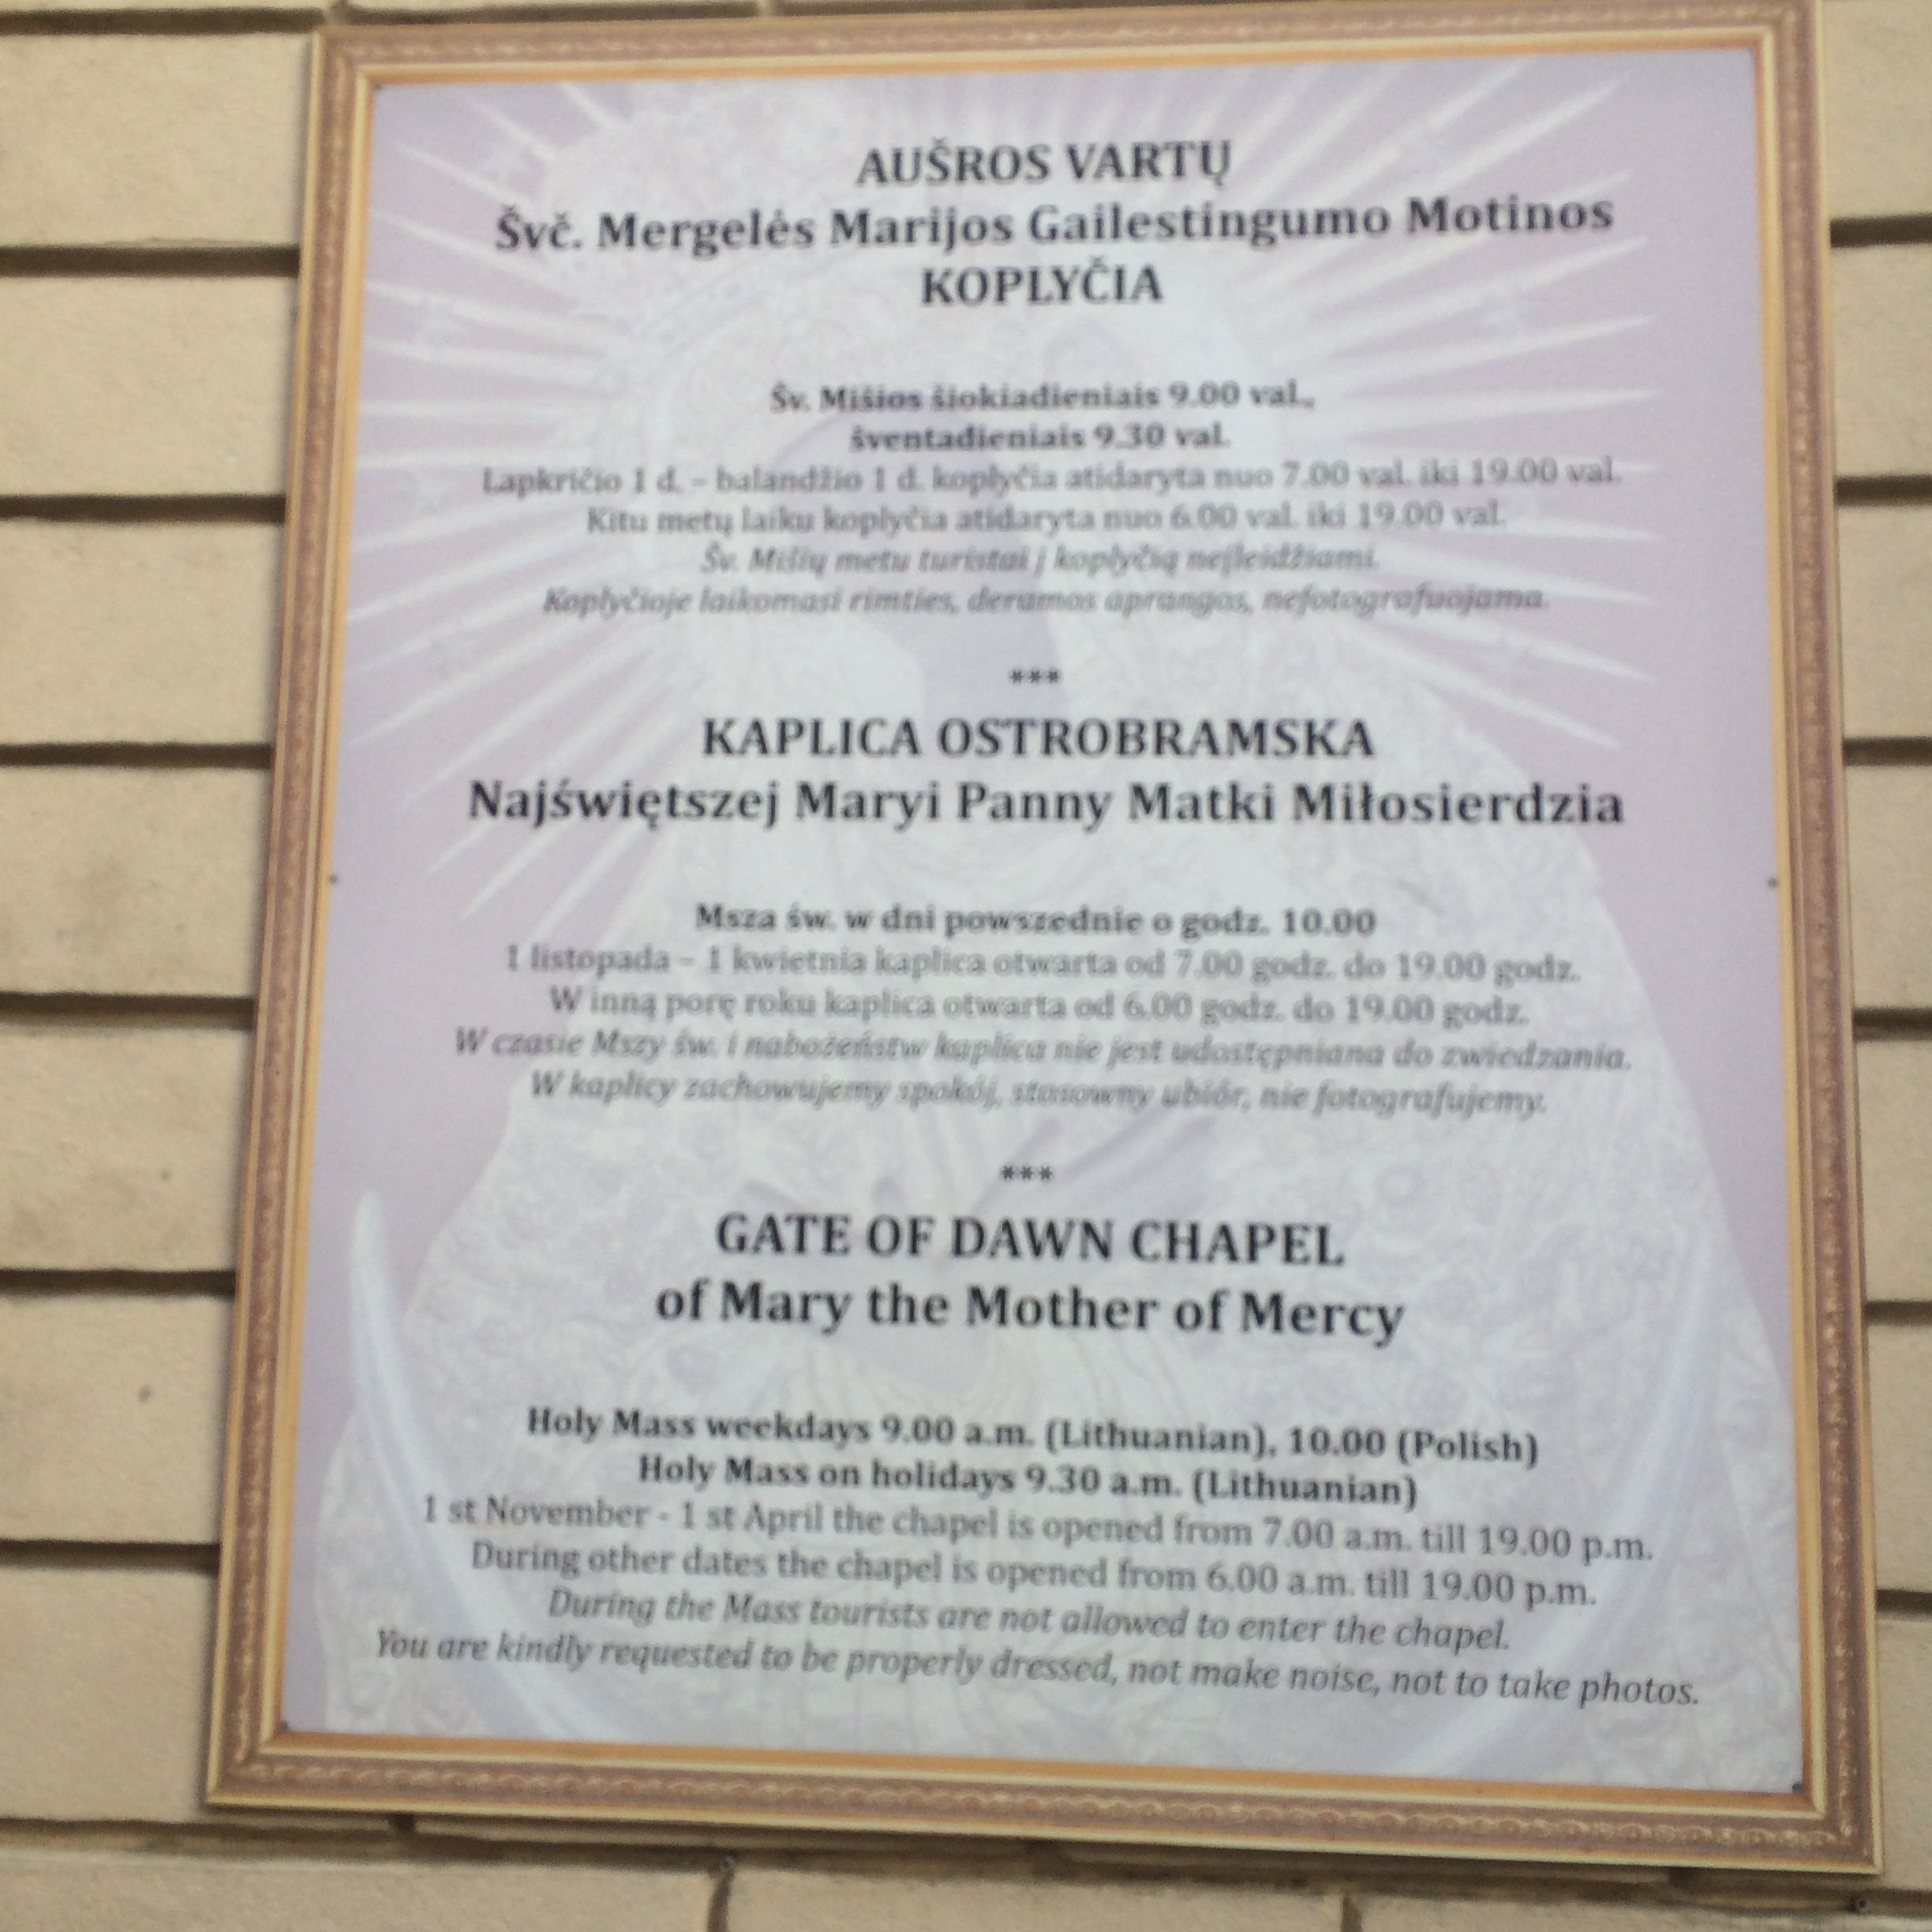 AUŠROS VARTŲ
Švč. Mergelės Marijos Gailestingumo Motinos
KOPLYČIA
Šv. Mišios šiokiadieniais 9.00 val.,
šventadieniais 9.30 val.
Lapkričio 1 d. – balandžio 1 d. koplyčia atidaryta nuo 7.00 val. iki 19.00 val.
Kitu metų laiku koplyčia atidaryta nuo 6.00 val. iki 19.00 val.
Šv. Mišių metu turistai į koplyčią neįleidžiami.
Koplyčioje laikomasi rimties, deramos aprangos, nefotografuojama.
***
KAPLICA OSTROBRAMSKA
Najświętszej Maryi Panny Matki Miłosierdzia
Msza św. w dni powszednie o godz. 10.00
1 listopada – 1 kwietnia kaplica otwarta od 7.00 godz. do 19.00 godz.
W inną porę roku kaplica otwarta od 6.00 godz. do 19.00 godz.
W czasie Mszy św. i nabożeństw kaplica nie jest udostępniana do zwiedzania.
W kaplicy zachowujemy spokój, stosowny ubiór, nie fotografujemy.
***
GATE OF DAWN CHAPEL
of Mary the Mother of Mercy
Holy Mass weekdays 9.00 a.m. (Lithuanian), 10.00 (Polish)
Holy Mass on holidays 9.30 a.m. (Lithuanian)
1 st November - 1 st April the chapel is opened from 7.00 a.m. till 19.00 p.m.
During other dates the chapel is opened from 6.00 a.m. till 19.00 p.m.
During the Mass tourists are not allowed to enter the chapel.
You are kindly requested to be properly dressed, not make noise, not to take photos.